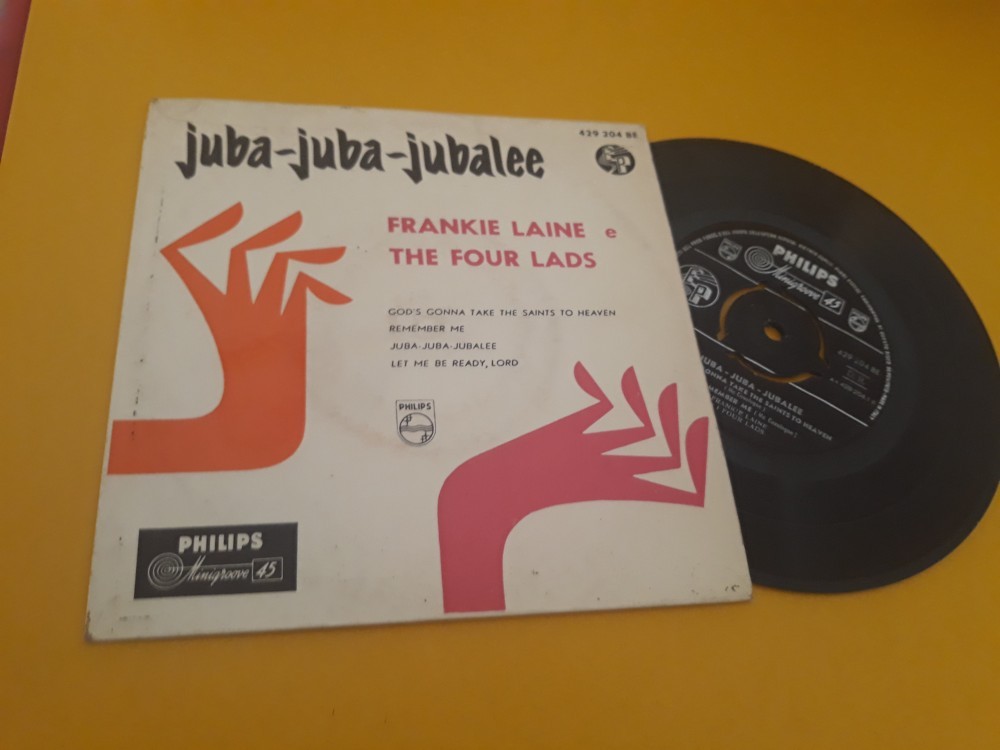 juba-juba-jubalee
429 204 BE
FRANKIE LAINE e
THE FOUR LADS
GOD'S GONNA TAKE THE SAINTS TO HEAVEN
REMEMBER ME
JUBA-JUBA-JUBALEE
LET ME BE READY, LORD
PHILIPS
PHILIPS
Minigroove 45
PHILIPS
Minigroove 45
429 204 BE
JUBA - JUBA - JUBALEE
GONNA TAKE THE SAINTS TO HEAVEN
REMEMBER ME
FRANKIE LAINE
FOUR LADS